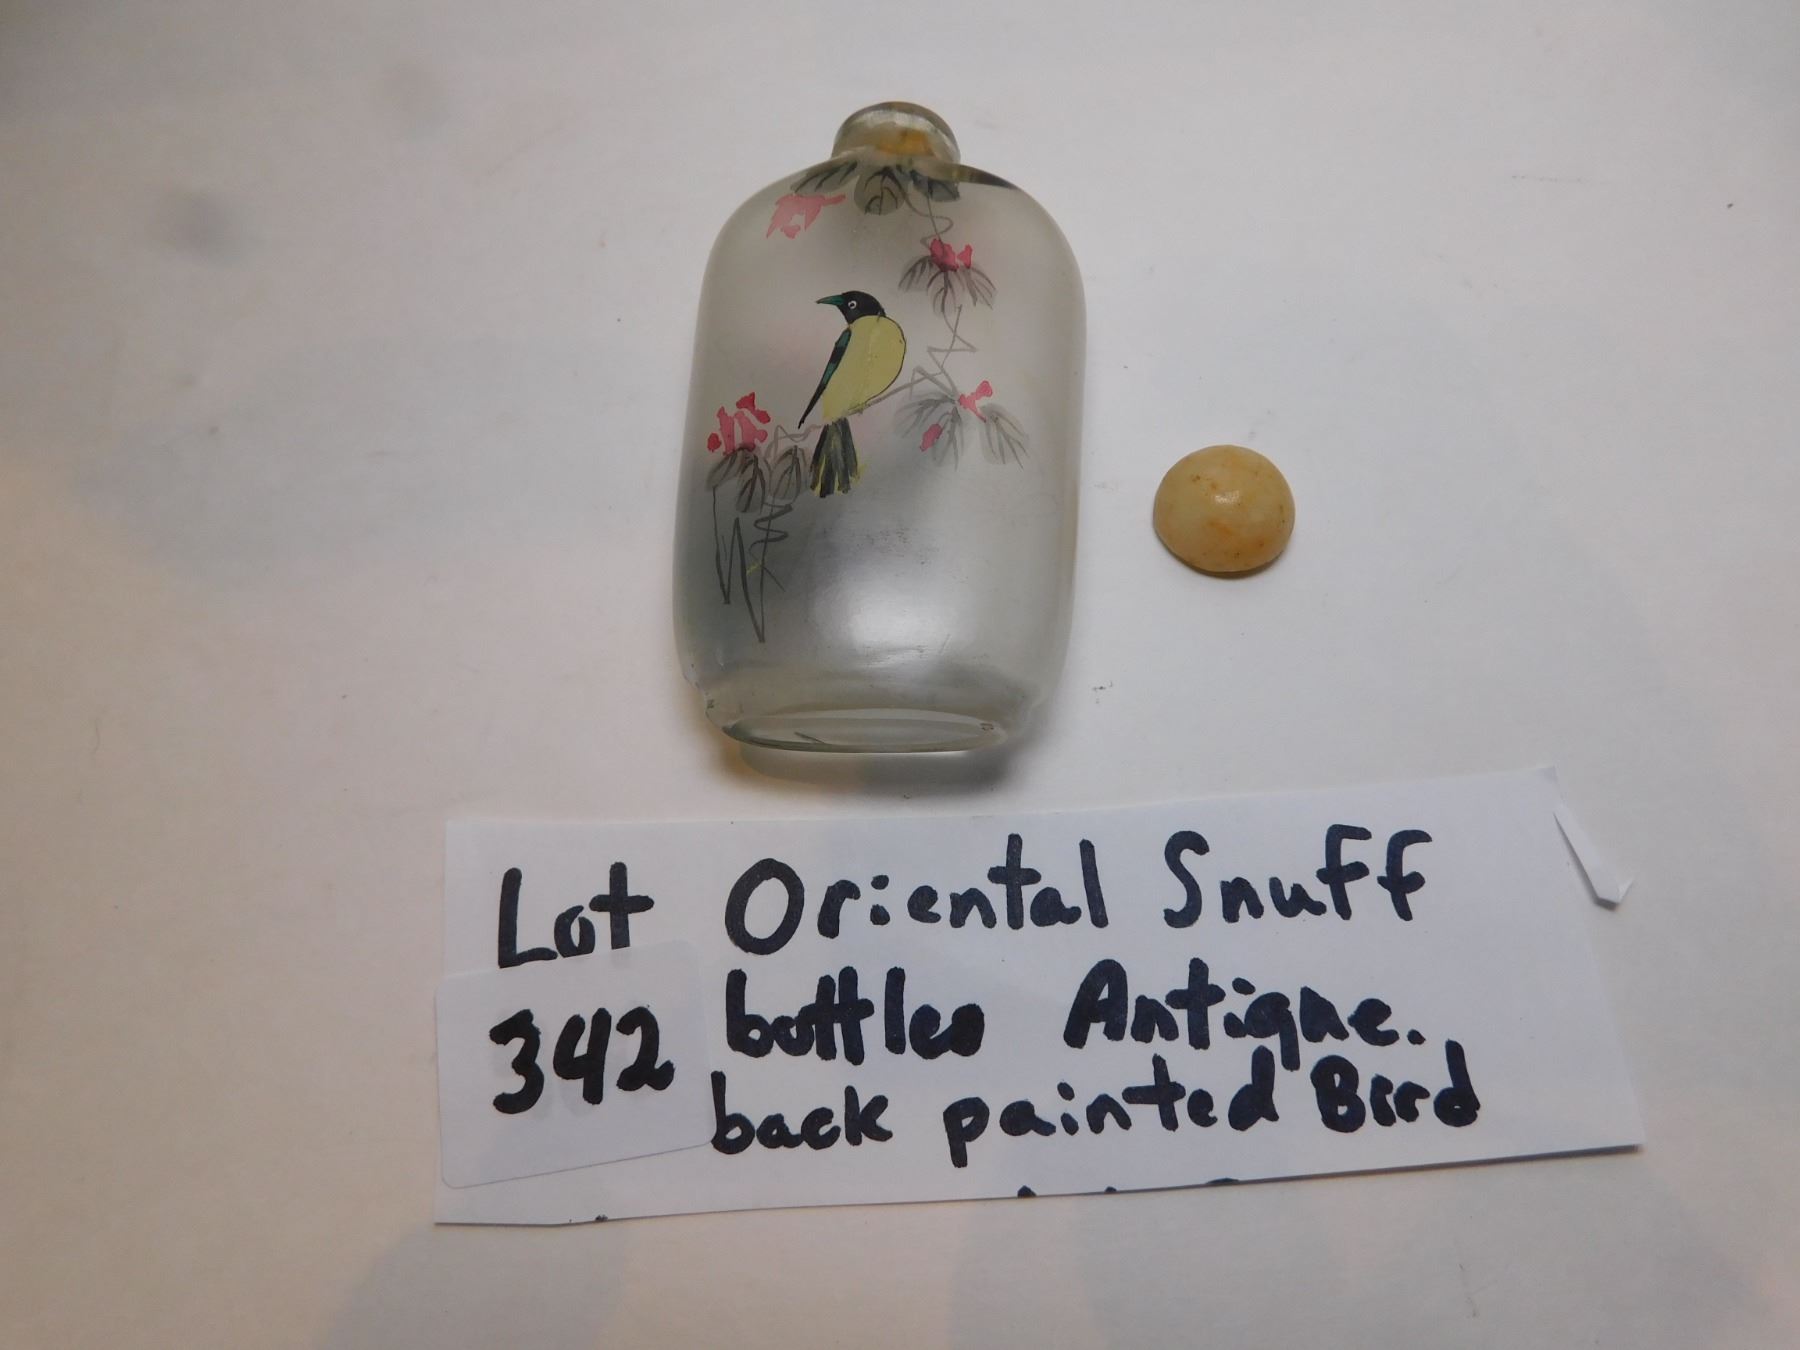 Lot Oriental Snuff
342 bottles Antique.
back painted Bird